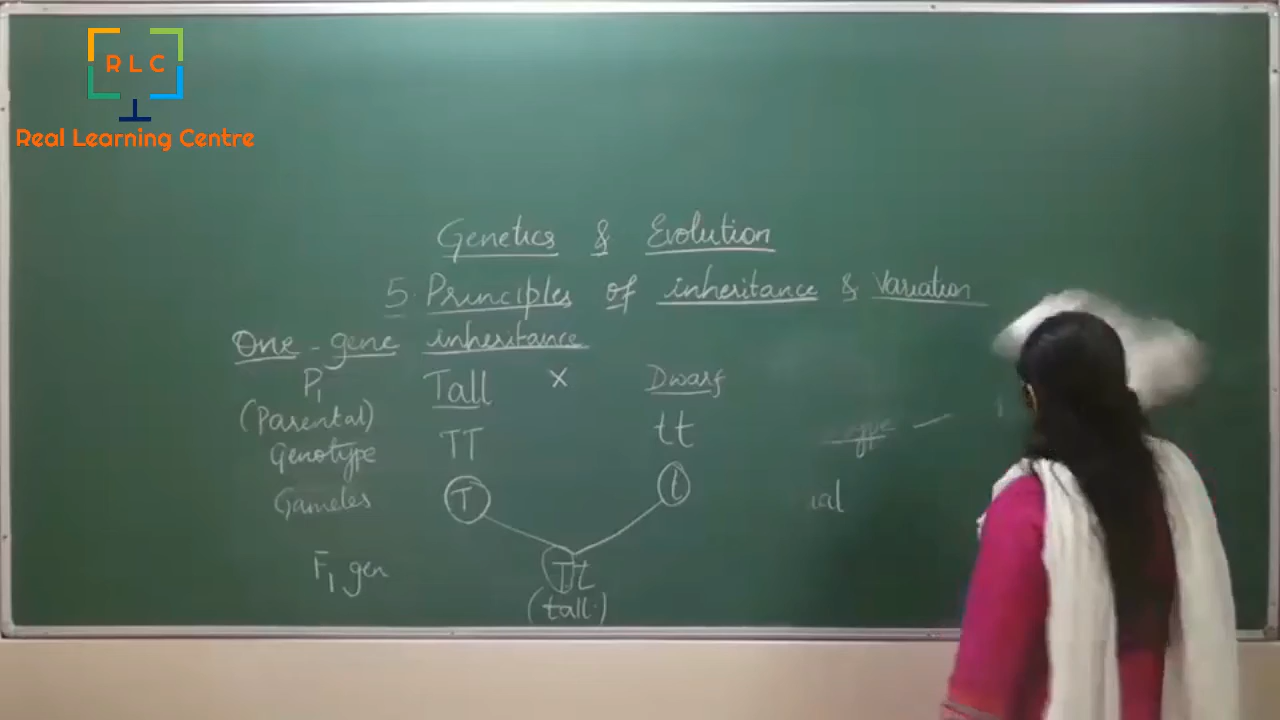 R L C
Real Learning Centre
Genetics & Evolution
5. Principles of inheritance & Variation
One-gene inheritance
P1 Tall x Dwarf
(Parental)
Genotype TT tt
Gametes T t
ial
F1 gen Tt
(tall.)